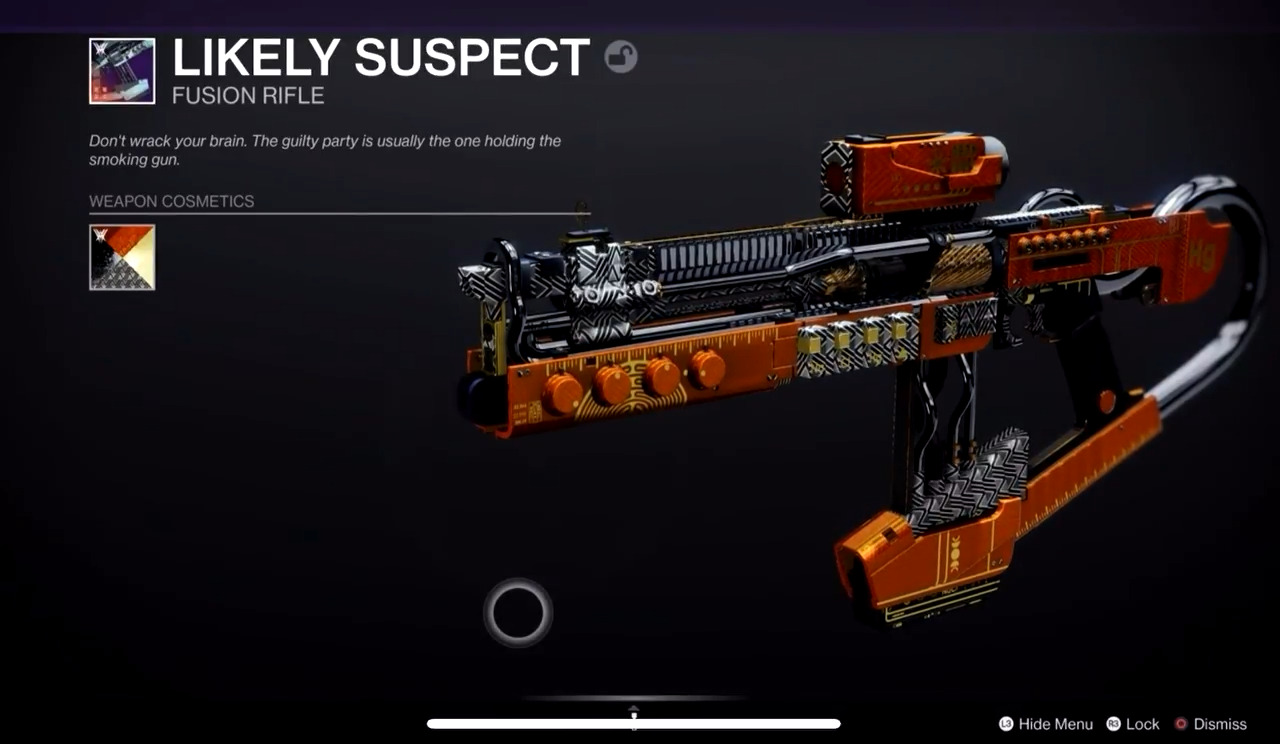 LIKELY SUSPECT
FUSION RIFLE
Don't wrack your brain. The guilty party is usually the one holding the
smoking gun.
WEAPON COSMETICS
Hg
L3 Hide Menu R3 Lock Dismiss